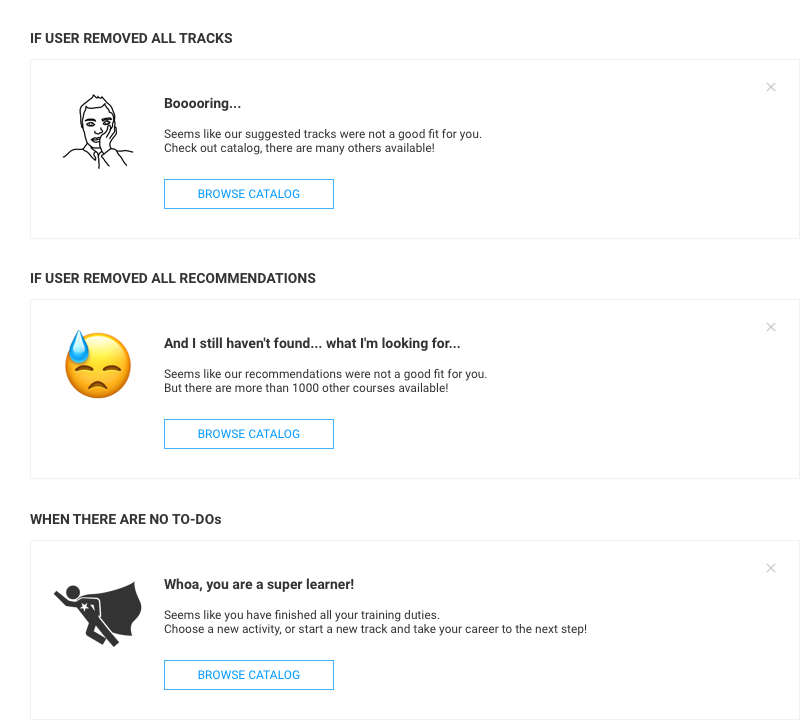 IF USER REMOVED ALL TRACKS
Booooring...
Seems like our suggested tracks were not a good fit for you.
Check out catalog, there are many others available!
BROWSE CATALOG
IF USER REMOVED ALL RECOMMENDATIONS
And I still haven't found... what I'm looking for...
Seems like our recommendations were not a good fit for you.
But there are more than 1000 other courses available!
BROWSE CATALOG
WHEN THERE ARE NO TO-DOs
Whoa, you are a super learner!
Seems like you have finished all your training duties.
Choose a new activity, or start a new track and take your career to the next step!
BROWSE CATALOG